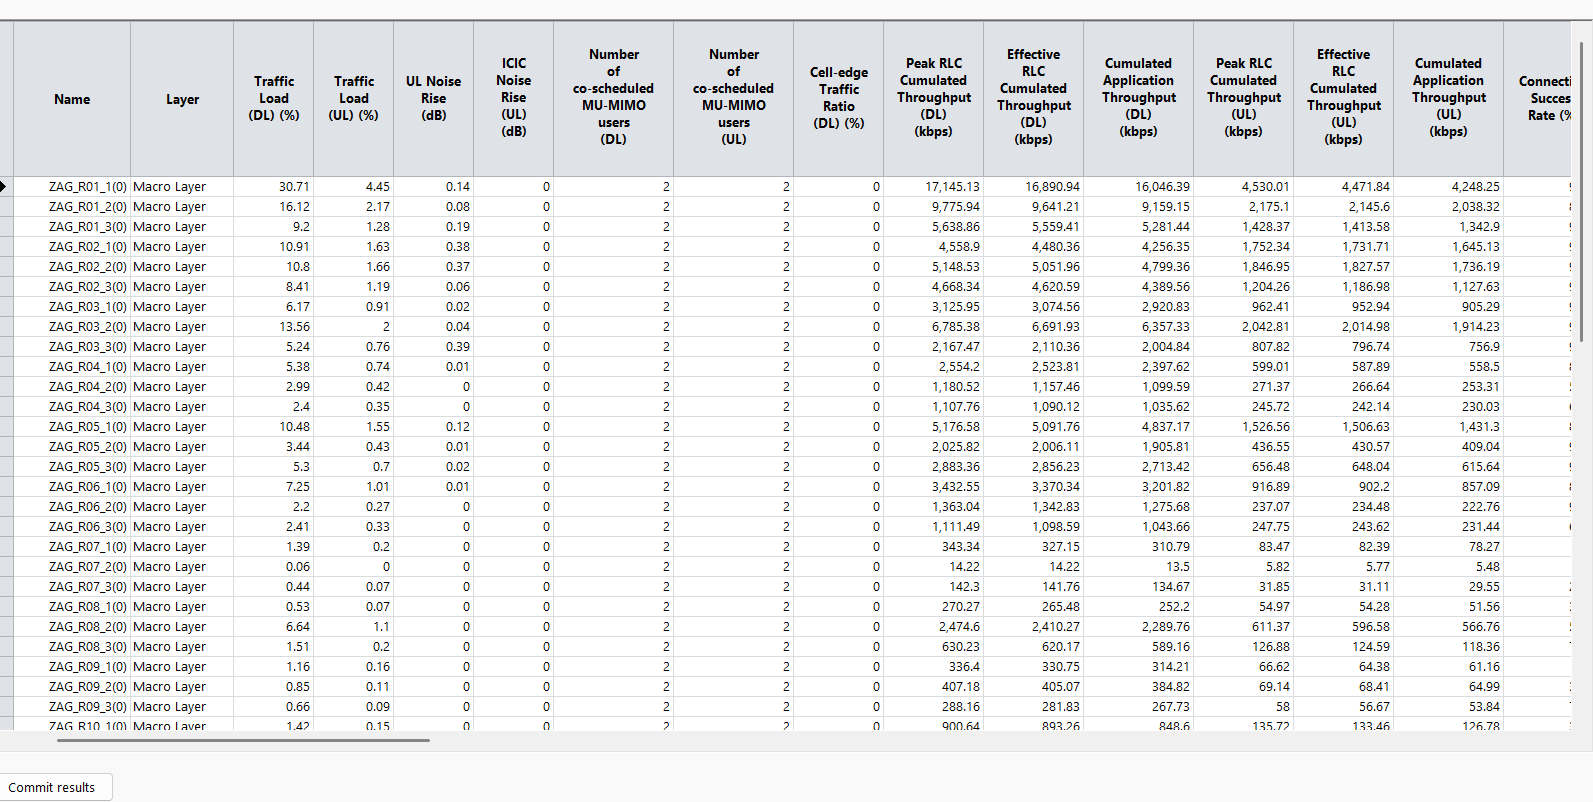 Name Layer Traffic Load (DL) (%) Traffic Load (UL) (%) UL Noise Rise (dB) ICIC Noise Rise (UL) (dB) Number of co-scheduled MU-MIMO users (DL) Number of co-scheduled MU-MIMO users (UL) Cell-edge Traffic Ratio (DL) (%) Peak RLC Cumulated Throughput (DL) (kbps) Effective RLC Cumulated Throughput (DL) (kbps) Cumulated Application Throughput (DL) (kbps) Peak RLC Cumulated Throughput (UL) (kbps) Effective RLC Cumulated Throughput (UL) (kbps) Cumulated Application Throughput (UL) (kbps) Connecti Succes Rate (%
ZAG_R01_1(0) Macro Layer 30.71 4.45 0.14 0 2 2 0 17,145.13 16,890.94 16,046.39 4,530.01 4,471.84 4,248.25
ZAG_R01_2(0) Macro Layer 16.12 2.17 0.08 0 2 2 0 9,775.94 9,641.21 9,159.15 2,175.1 2,145.6 2,038.32
ZAG_R01_3(0) Macro Layer 9.2 1.28 0.19 0 2 2 0 5,638.86 5,559.41 5,281.44 1,428.37 1,413.58 1,342.9
ZAG_R02_1(0) Macro Layer 10.91 1.63 0.38 0 2 2 0 4,558.9 4,480.36 4,256.35 1,752.34 1,731.71 1,645.13
ZAG_R02_2(0) Macro Layer 10.8 1.66 0.37 0 2 2 0 5,148.53 5,051.96 4,799.36 1,846.95 1,827.57 1,736.19
ZAG_R02_3(0) Macro Layer 8.41 1.19 0.06 0 2 2 0 4,668.34 4,620.59 4,389.56 1,204.26 1,186.98 1,127.63
ZAG_R03_1(0) Macro Layer 6.17 0.91 0.02 0 2 2 0 3,125.95 3,074.56 2,920.83 962.41 952.94 905.29
ZAG_R03_2(0) Macro Layer 13.56 2 0.04 0 2 2 0 6,785.38 6,691.93 6,357.33 2,042.81 2,014.98 1,914.23
ZAG_R03_3(0) Macro Layer 5.24 0.76 0.39 0 2 2 0 2,167.47 2,110.36 2,004.84 807.82 796.74 756.9
ZAG_R04_1(0) Macro Layer 5.38 0.74 0.01 0 2 2 0 2,554.2 2,523.81 2,397.62 599.01 587.89 558.5
ZAG_R04_2(0) Macro Layer 2.99 0.42 0 0 2 2 0 1,180.52 1,157.46 1,099.59 271.37 266.64 253.31
ZAG_R04_3(0) Macro Layer 2.4 0.35 0 0 2 2 0 1,107.76 1,090.12 1,035.62 245.72 242.14 230.03
ZAG_R05_1(0) Macro Layer 10.48 1.55 0.12 0 2 2 0 5,176.58 5,091.76 4,837.17 1,526.56 1,506.63 1,431.3
ZAG_R05_2(0) Macro Layer 3.44 0.43 0.01 0 2 2 0 2,025.82 2,006.11 1,905.81 436.55 430.57 409.04
ZAG_R05_3(0) Macro Layer 5.3 0.7 0.02 0 2 2 0 2,883.36 2,856.23 2,713.42 656.48 648.04 615.64
ZAG_R06_1(0) Macro Layer 7.25 1.01 0.01 0 2 2 0 3,432.55 3,370.34 3,201.82 916.89 902.2 857.09
ZAG_R06_2(0) Macro Layer 2.2 0.27 0 0 2 2 0 1,363.04 1,342.83 1,275.68 237.07 234.48 222.76
ZAG_R06_3(0) Macro Layer 2.41 0.33 0 0 2 2 0 1,111.49 1,098.59 1,043.66 247.75 243.62 231.44
ZAG_R07_1(0) Macro Layer 1.39 0.2 0 0 2 2 0 343.34 327.15 310.79 83.47 82.39 78.27
ZAG_R07_2(0) Macro Layer 0.06 0 0 0 2 2 0 14.22 14.22 13.5 5.82 5.77 5.48
ZAG_R07_3(0) Macro Layer 0.44 0.07 0 0 2 2 0 142.3 141.76 134.67 31.85 31.11 29.55
ZAG_R08_1(0) Macro Layer 0.53 0.07 0 0 2 2 0 270.27 265.48 252.2 54.97 54.28 51.56
ZAG_R08_2(0) Macro Layer 6.64 1.1 0 0 2 2 0 2,474.6 2,410.27 2,289.76 611.37 596.58 566.76
ZAG_R08_3(0) Macro Layer 1.51 0.2 0 0 2 2 0 630.23 620.17 589.16 126.88 124.59 118.36
ZAG_R09_1(0) Macro Layer 1.16 0.16 0 0 2 2 0 336.4 330.75 314.21 66.62 64.38 61.16
ZAG_R09_2(0) Macro Layer 0.85 0.11 0 0 2 2 0 407.18 405.07 384.82 69.14 68.41 64.99
ZAG_R09_3(0) Macro Layer 0.66 0.09 0 0 2 2 0 288.16 281.83 267.73 58 56.67 53.84
ZAG_R10_1(0) Macro Layer 1.42 0.15 0 0 2 2 0 900.64 893.26 848.6 135.72 133.46 126.78
Commit results